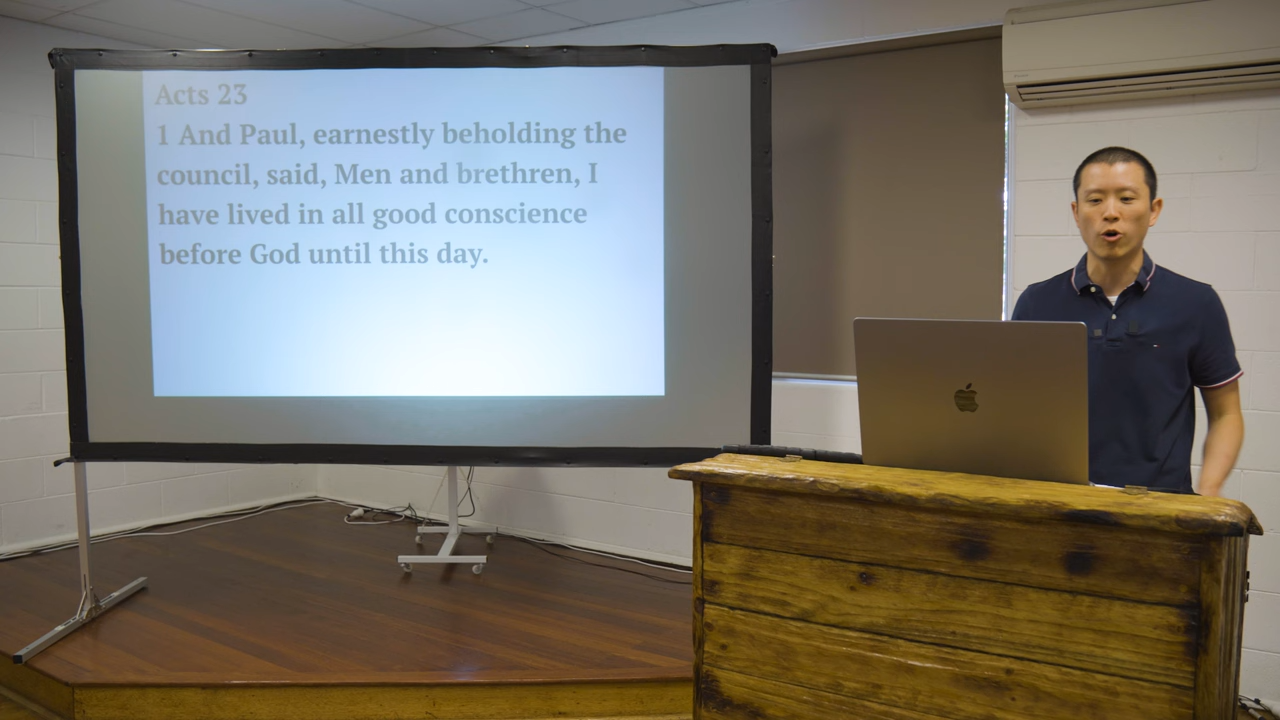 Acts 23
1 And Paul, earnestly beholding the
council, said, Men and brethren, I
have lived in all good conscience
before God until this day.